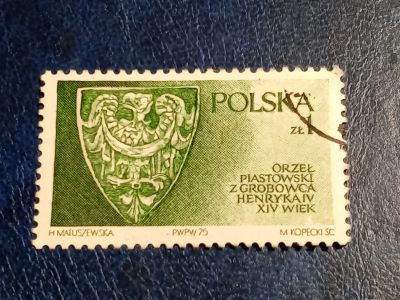 POLSKA
ZŁ 1
ORZEŁ
PIASTOWSKI
Z GROBOWCA
HENRYKA IV
XIV WIEK
H MATUSZEWSKA PWPW 75 M KOPECKI SC.